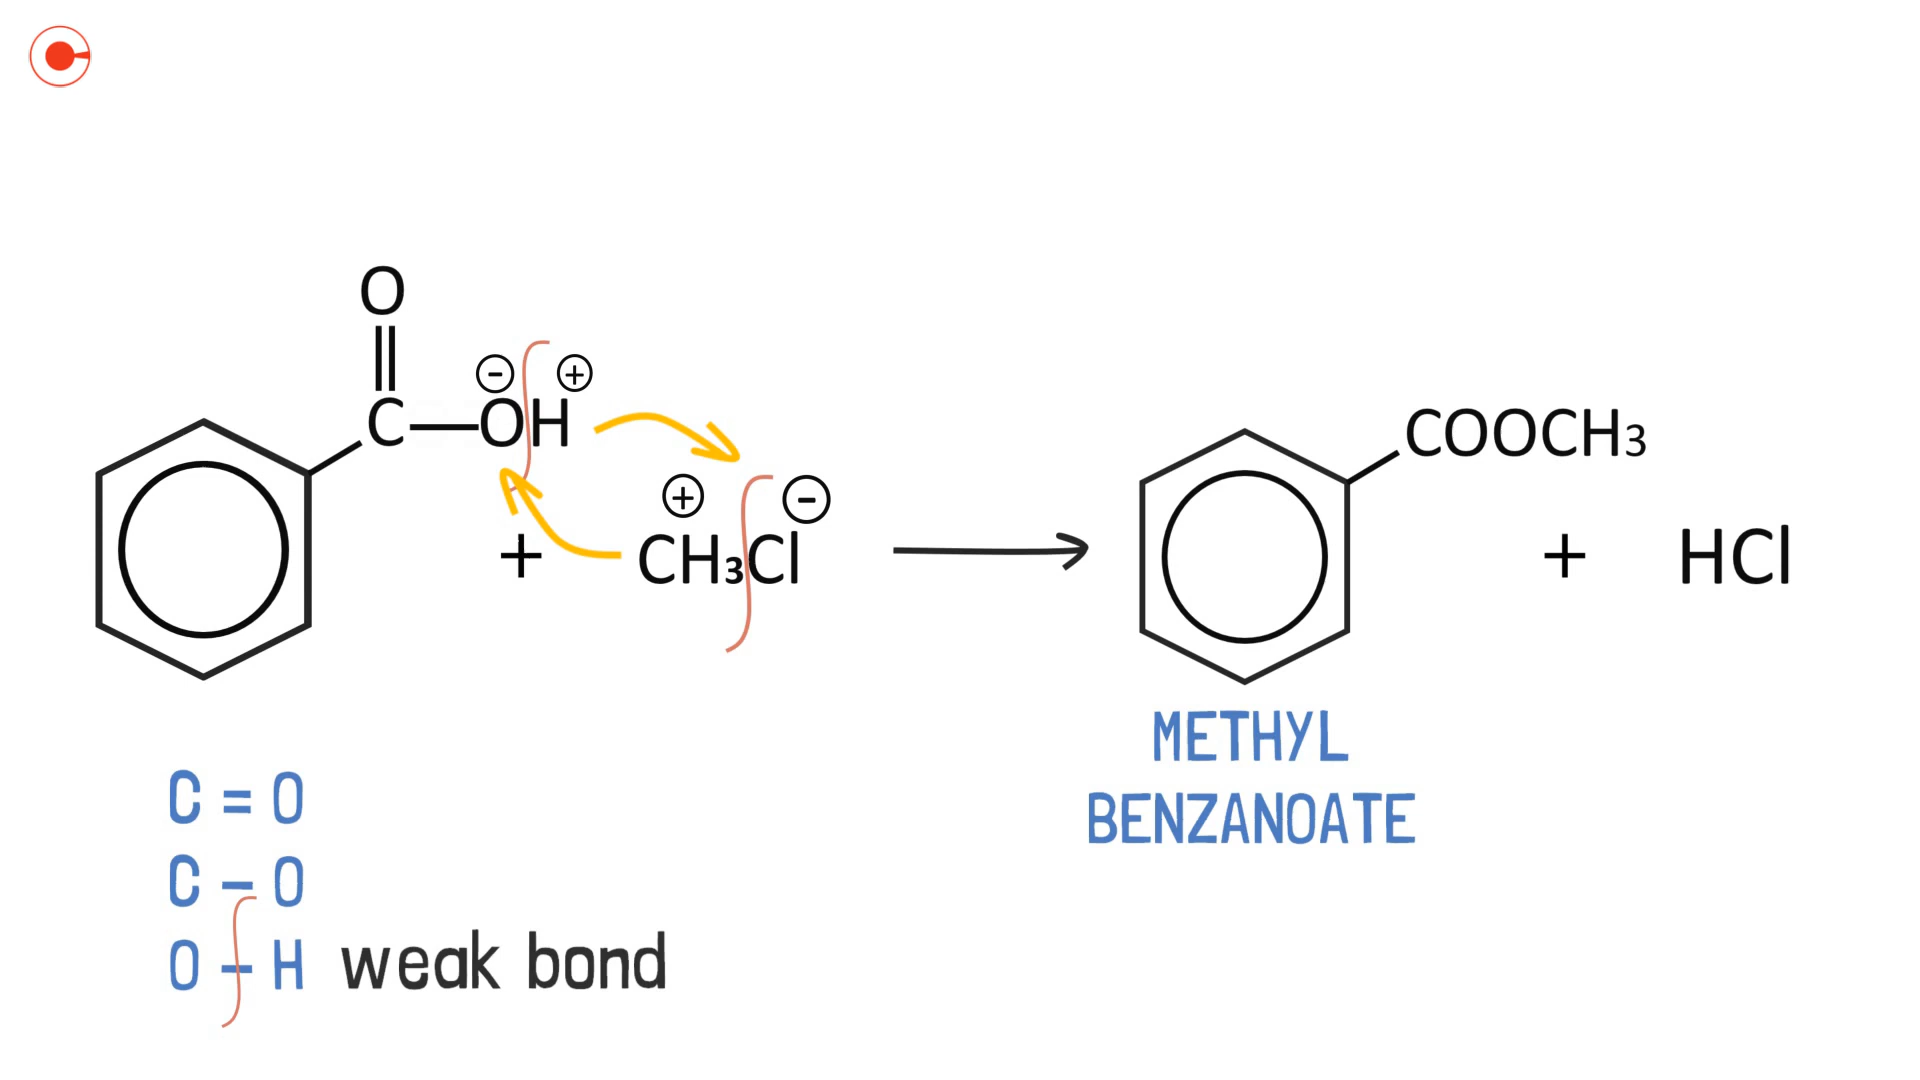 O
C—OH
+ CH₃Cl
COOCH₃
+ HCl
METHYL
BENZANOATE
C = O
C – O
O – H weak bond